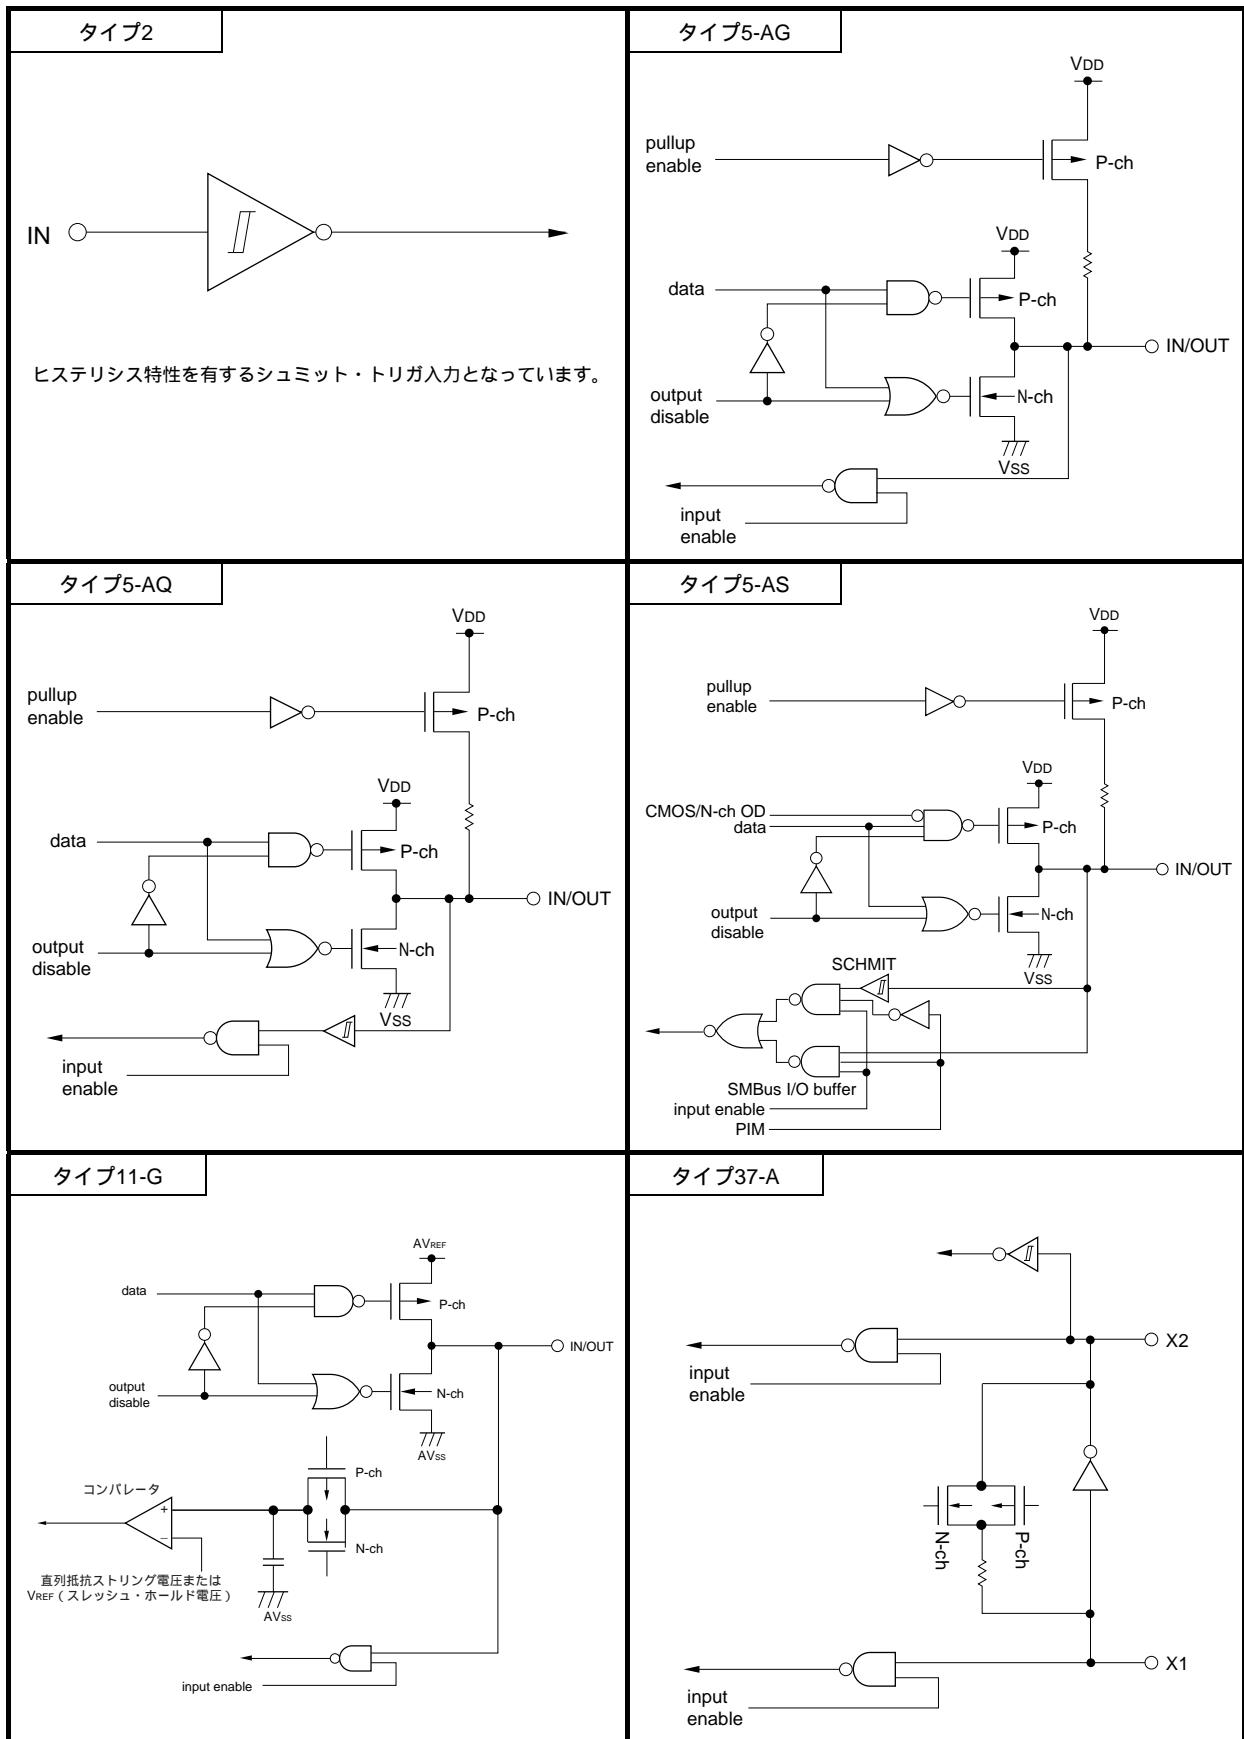 タイプ2
IN
ヒステリシス特性を有するシュミット・トリガ入力となっています。
タイプ5-AG
VDD
pullup
enable
P-ch
VDD
data
P-ch
IN/OUT
output
disable
N-ch
VSS
input
enable
タイプ5-AQ
VDD
pullup
enable
P-ch
VDD
data
P-ch
IN/OUT
output
disable
N-ch
VSS
input
enable
タイプ5-AS
VDD
pullup
enable
P-ch
VDD
CMOS/N-ch OD
data
P-ch
IN/OUT
output
disable
N-ch
VSS
SCHMIT
SMBus I/O buffer
input enable
PIM
タイプ11-G
AVREF
data
P-ch
IN/OUT
output
disable
N-ch
AVSS
P-ch
コンパレータ
+
−
N-ch
直列抵抗ストリング電圧または
VREF（スレッシュ・ホールド電圧）
AVSS
input enable
タイプ37-A
X2
input
enable
N-ch
P-ch
X1
input
enable